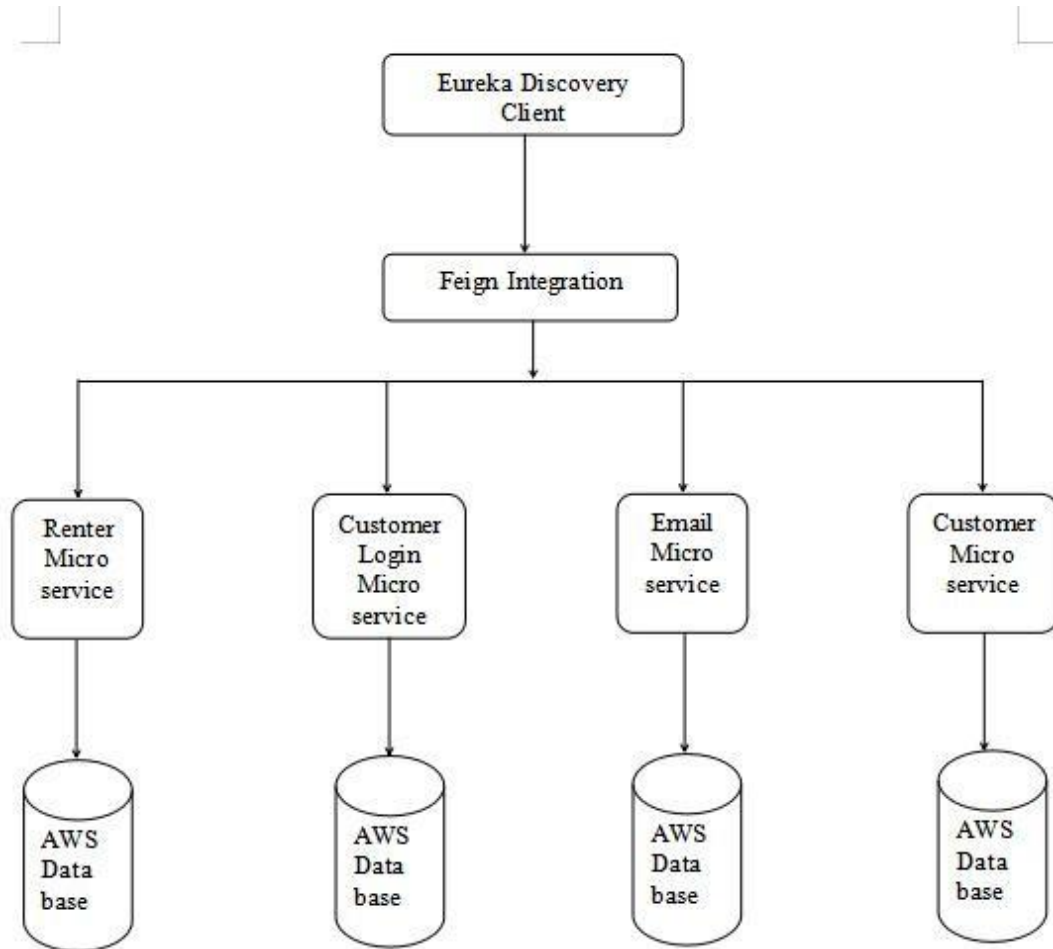 Eureka Discovery
Client
Feign Integration
Renter
Micro
service
Customer
Login
Micro
service
Email
Micro
service
Customer
Micro
service
AWS
Data
base
AWS
Data
base
AWS
Data
base
AWS
Data
base